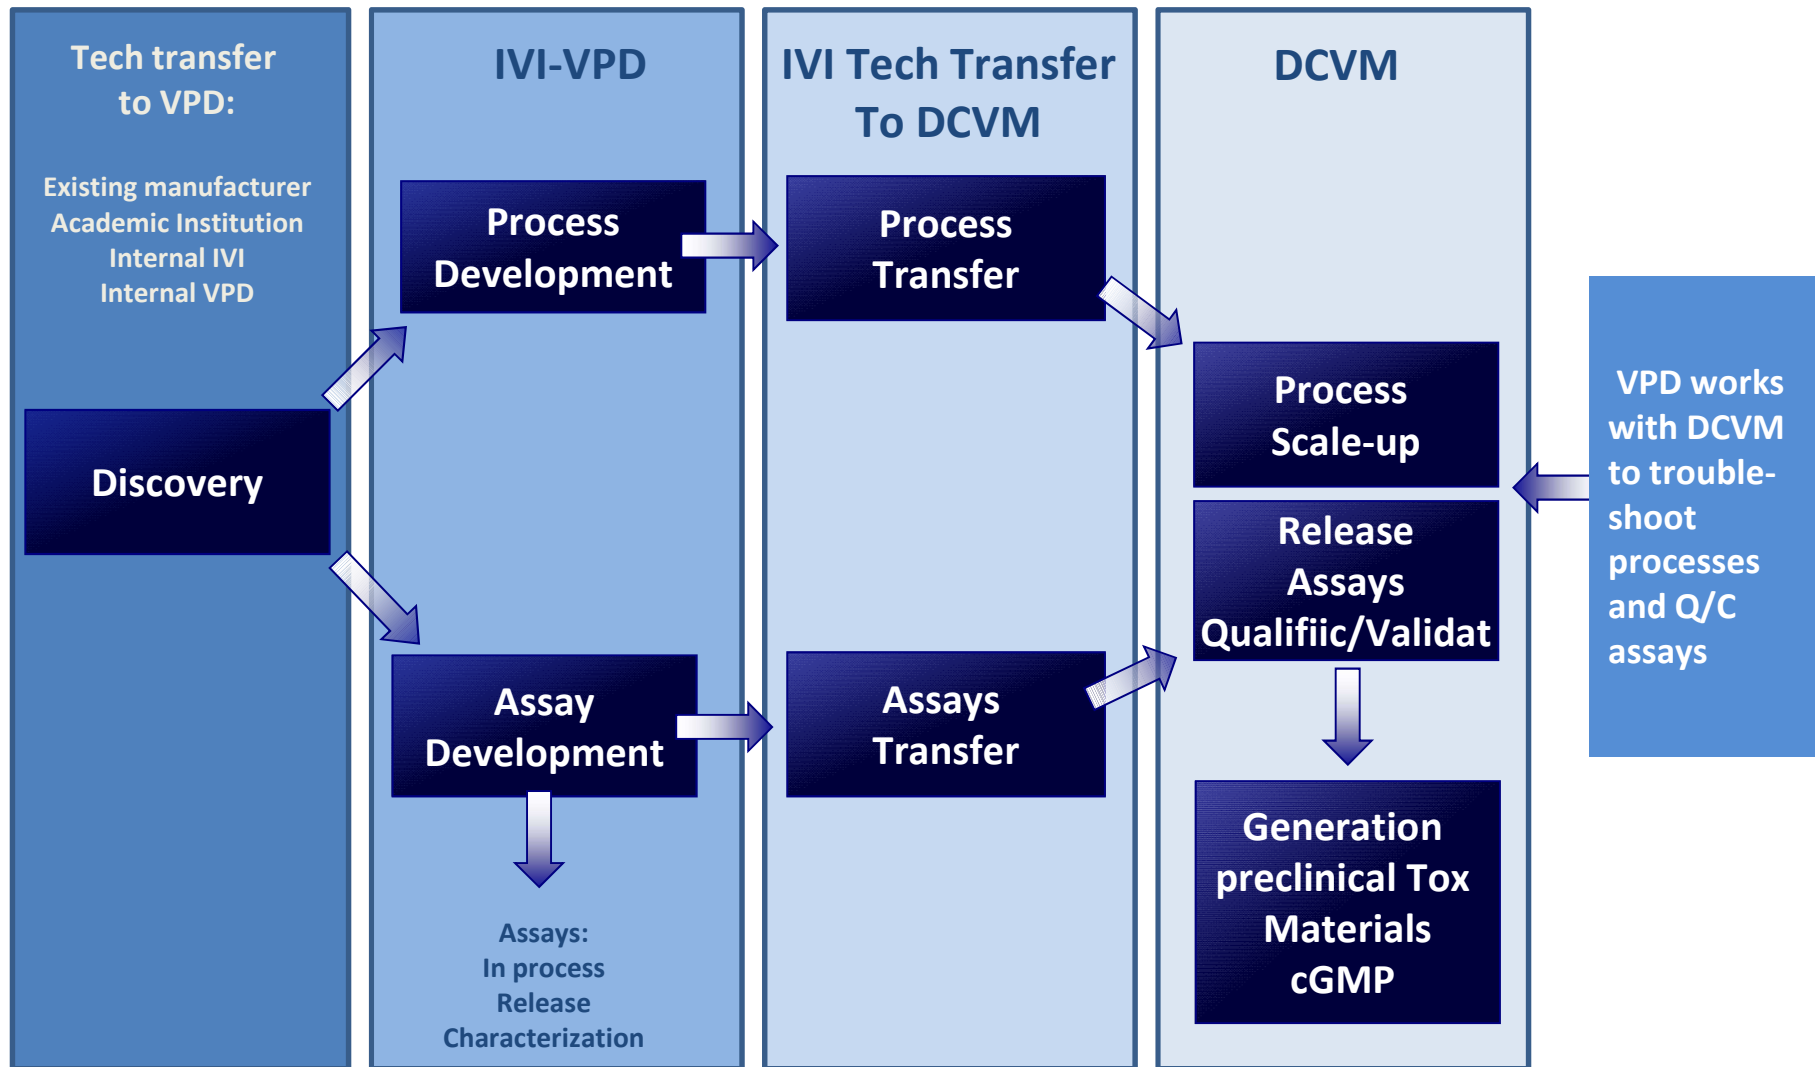 Tech transfer
to VPD:
Existing manufacturer
Academic Institution
Internal IVI
Internal VPD
Discovery
IVI-VPD
Process
Development
Assay
Development
Assays:
In process
Release
Characterization
IVI Tech Transfer
To DCVM
Process
Transfer
Assays
Transfer
DCVM
Process
Scale-up
Release
Assays
Qualifiic/Validat
Generation
preclinical Tox
Materials
cGMP
VPD works
with DCVM
to trouble-
shoot
processes
and Q/C
assays